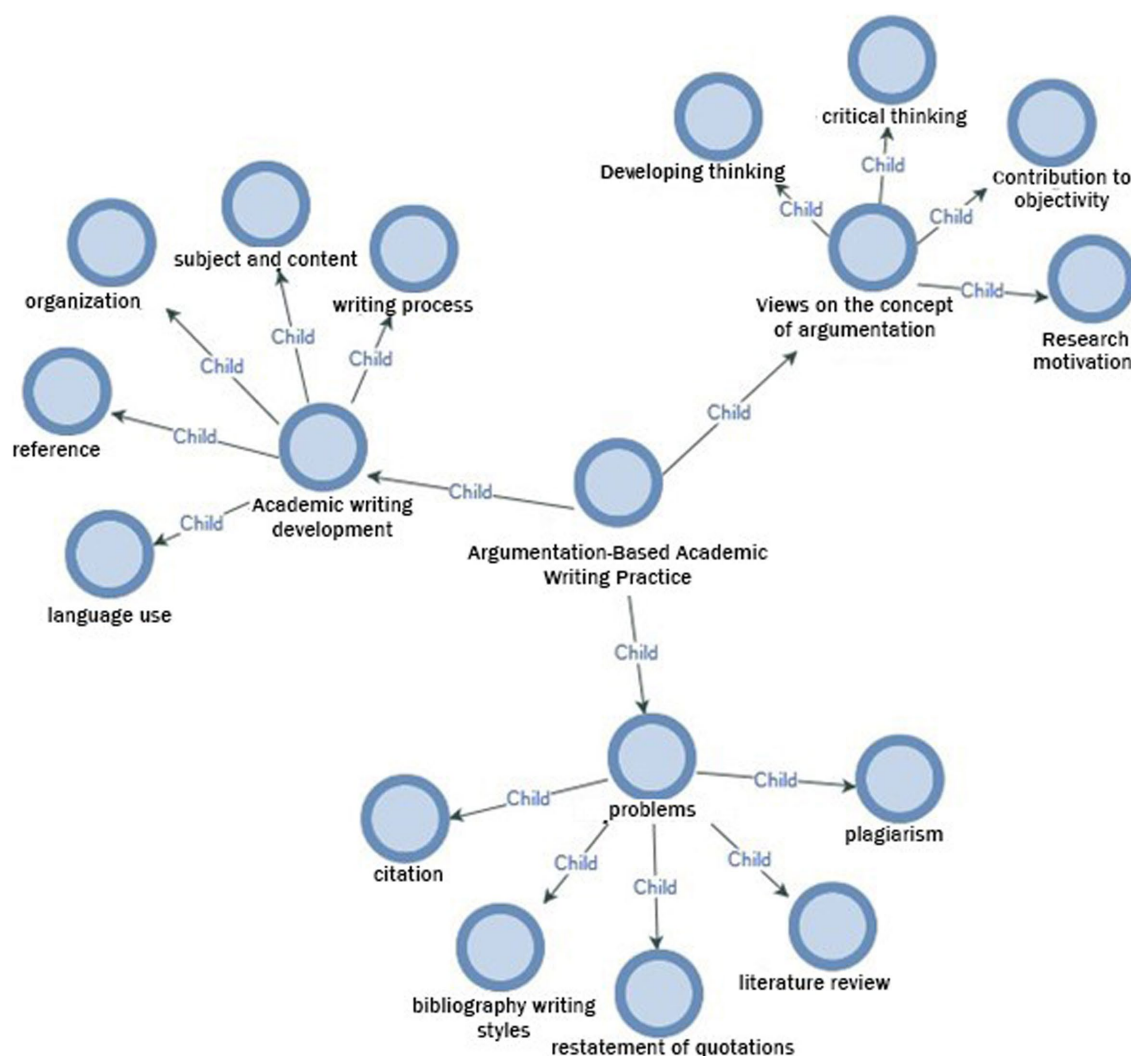 critical thinking
Developing thinking
Child
Contribution to
objectivity
Child
Child
subject and content
organization
writing process
Child
Views on the concept
of argumentation
Child
Research
motivation
Child
Child
Child
reference
Child
Child
Academic writing
development
Child
Child
language use
Argumentation-Based Academic
Writing Practice
Child
problems
Child
Child
citation
plagiarism
Child
Child
Child
bibliography writing
styles
literature review
restatement of quotations